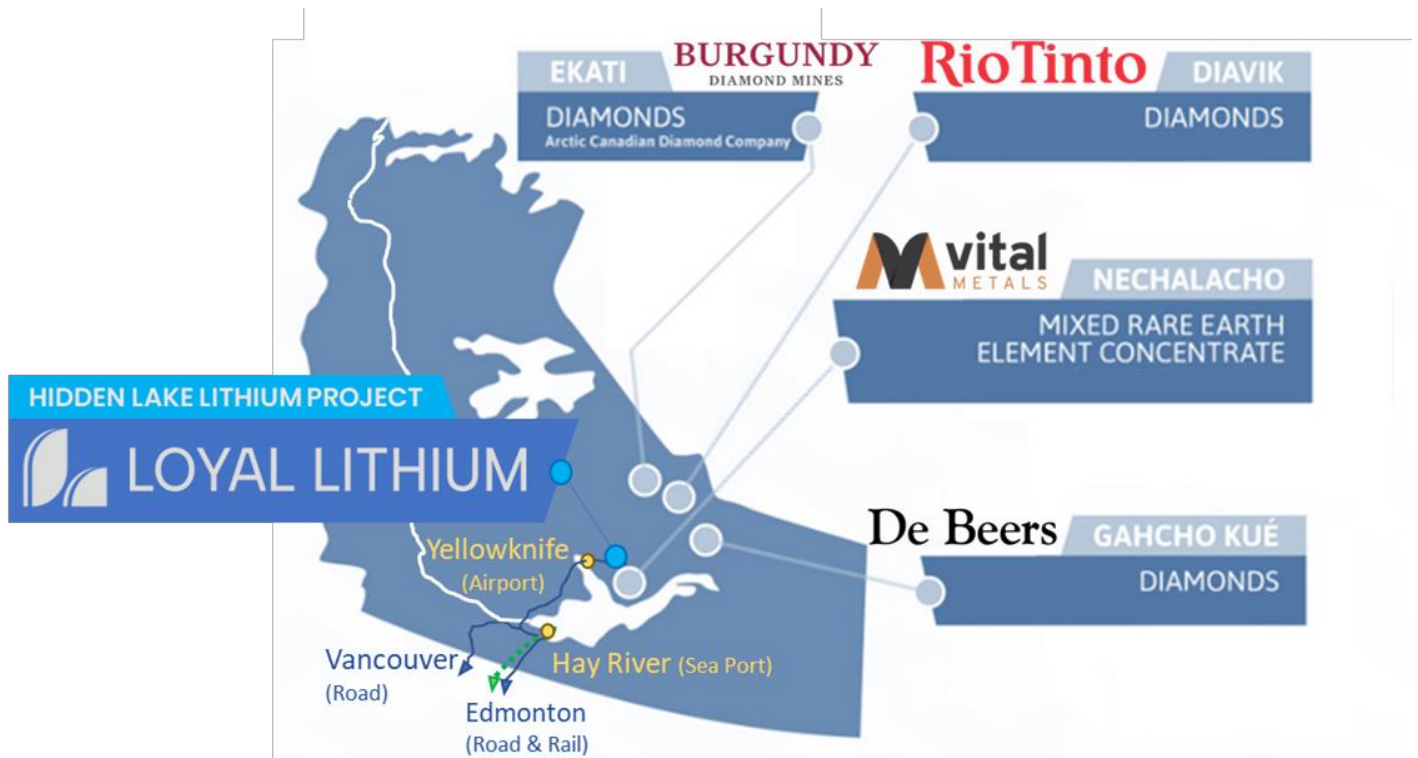 EKATI
BURGUNDY
DIAMOND MINES
DIAMONDS
Arctic Canadian Diamond Company
RioTinto
DIAVIK
DIAMONDS
vital
METALS
NECHALACHO
MIXED RARE EARTH
ELEMENT CONCENTRATE
HIDDEN LAKE LITHIUM PROJECT
LOYAL LITHIUM
De Beers
GAHCHO KUÉ
DIAMONDS
Yellowknife
(Airport)
Hay River (Sea Port)
Vancouver
(Road)
Edmonton
(Road & Rail)